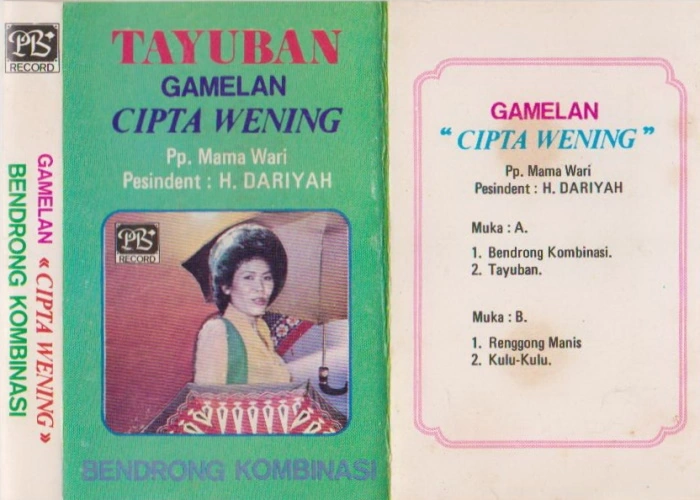 PB
RECORD
GAMELAN « CIPTA WENING »
BENDRONG KOMBINASI
TAYUBAN
GAMELAN
CIPTA WENING
Pp. Mama Wari
Pesindent : H. DARIYAH
PB
RECORD
BENDRONG KOMBINASI
GAMELAN
“ CIPTA WENING ”
Pp. Mama Wari
Pesindent : H. DARIYAH
Muka : A.
1. Bendrong Kombinasi.
2. Tayuban.
Muka : B.
1. Renggong Manis
2. Kulu-Kulu.